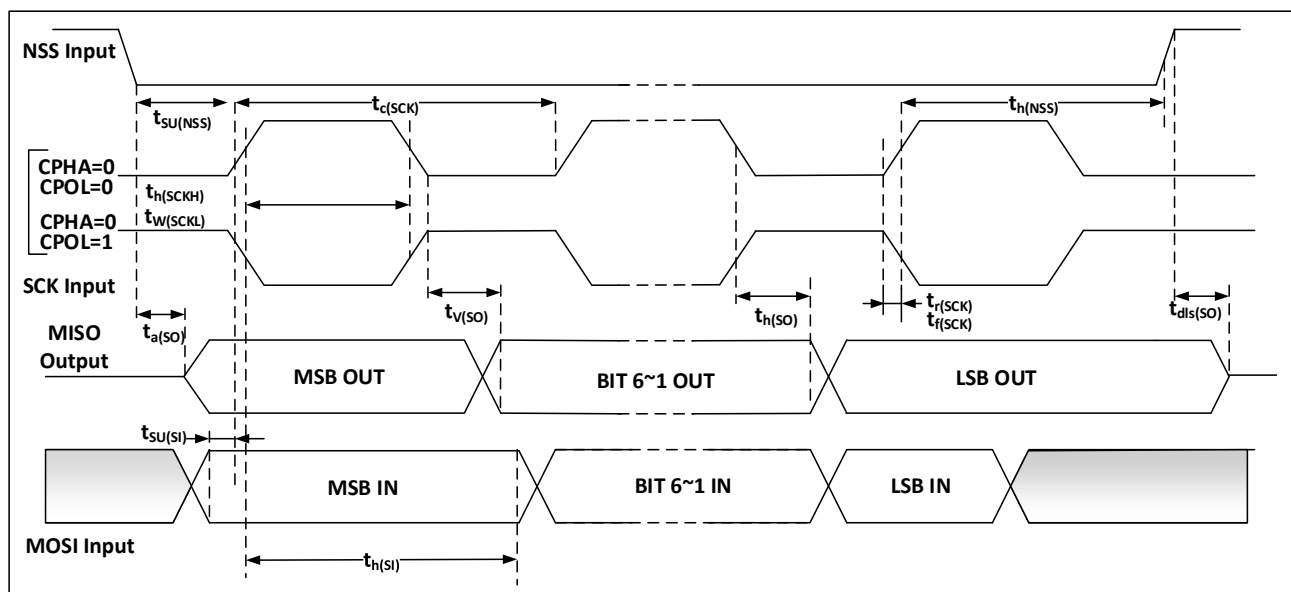 NSS Input
tSU(NSS)
tc(SCK)
th(NSS)
CPHA=0
CPOL=0
th(SCKH)
CPHA=0
tW(SCKL)
CPOL=1
SCK Input
ta(SO)
tV(SO)
th(SO)
tr(SCK)
tf(SCK)
tdIs(SO)
MISO
Output
MSB OUT
BIT 6~1 OUT
LSB OUT
tSU(SI)
MSB IN
BIT 6~1 IN
LSB IN
MOSI Input
th(SI)